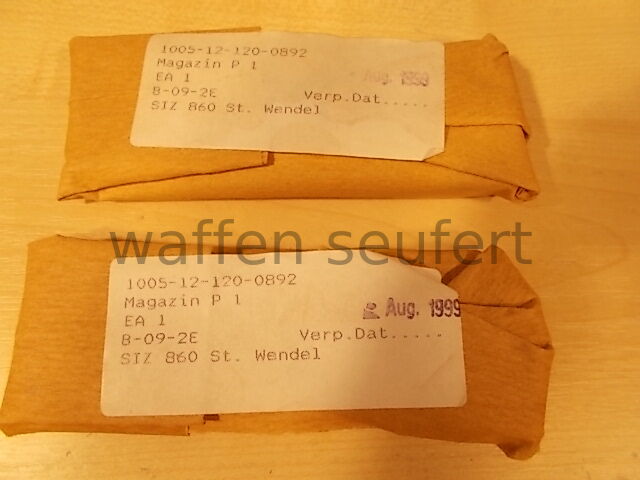 1005-12-120-0892
Magazin P 1
Aug. 1999
EA 1
B-09-2E Verp.Dat.....
SIZ 860 St. Wendel
waffen seufert
1005-12-120-0892
Magazin P 1
Aug. 1999
EA 1
B-09-2E Verp.Dat.....
SIZ 860 St. Wendel